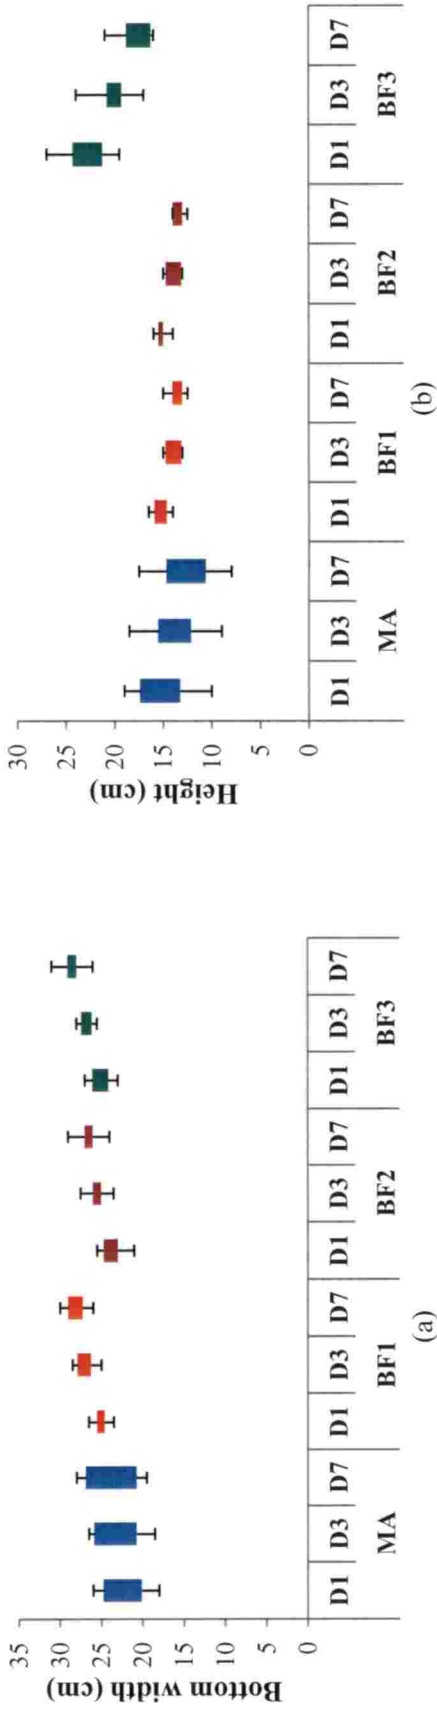 Bottom width (cm)
35
30
25
20
15
10
5
0
D1 D3 D7 D1 D3 D7 D1 D3 D7 D1 D3 D7
MA BF1 BF2 BF3
(a)
Height (cm)
30
25
20
15
10
5
0
D1 D3 D7 D1 D3 D7 D1 D3 D7 D1 D3 D7
MA BF1 BF2 BF3
(b)